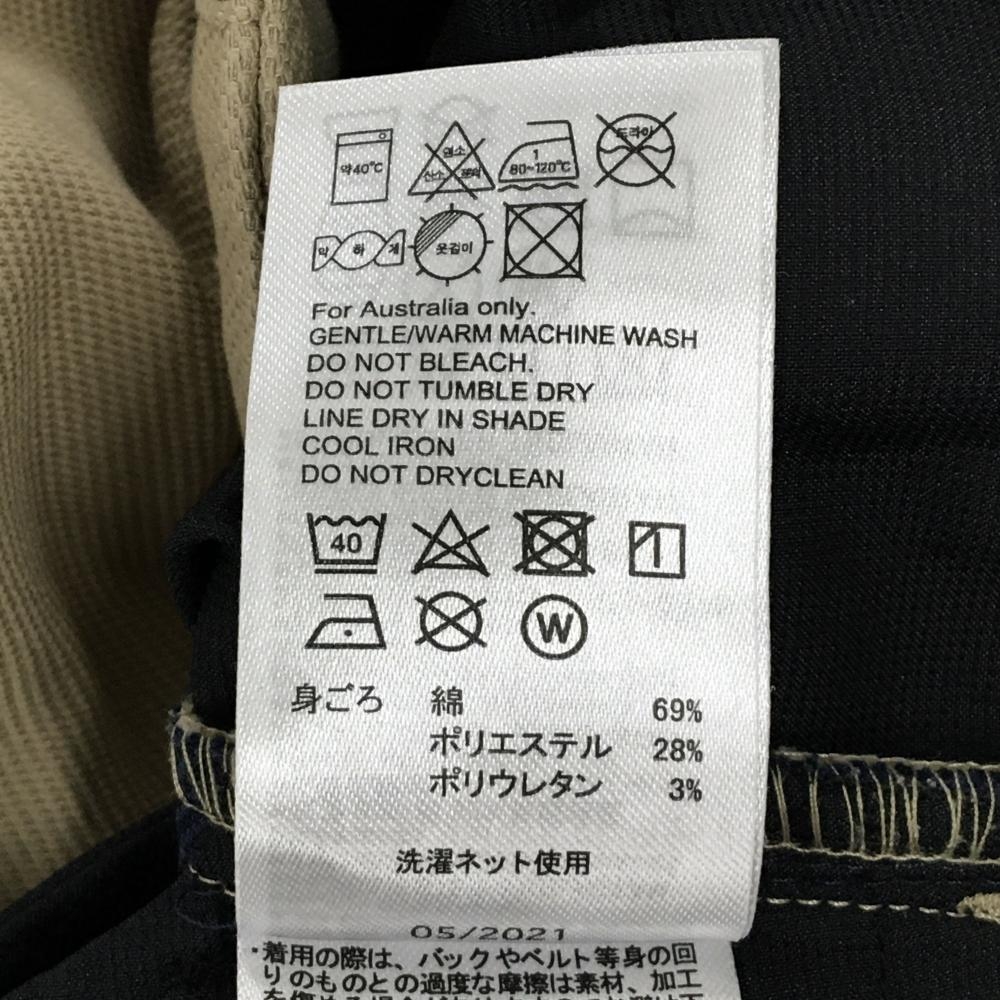 약40℃
염소
산소 표백
1
80~120℃
드라이
약 하 게
옷걸이
For Australia only.
GENTLE/WARM MACHINE WASH
DO NOT BLEACH.
DO NOT TUMBLE DRY
LINE DRY IN SHADE
COOL IRON
DO NOT DRYCLEAN
40
W
身ごろ 綿 69%
ポリエステル 28%
ポリウレタン 3%
洗濯ネット使用
05/2021
・着用の際は、バックやベルト等身の回
りのものとの過度な摩擦は素材、加工